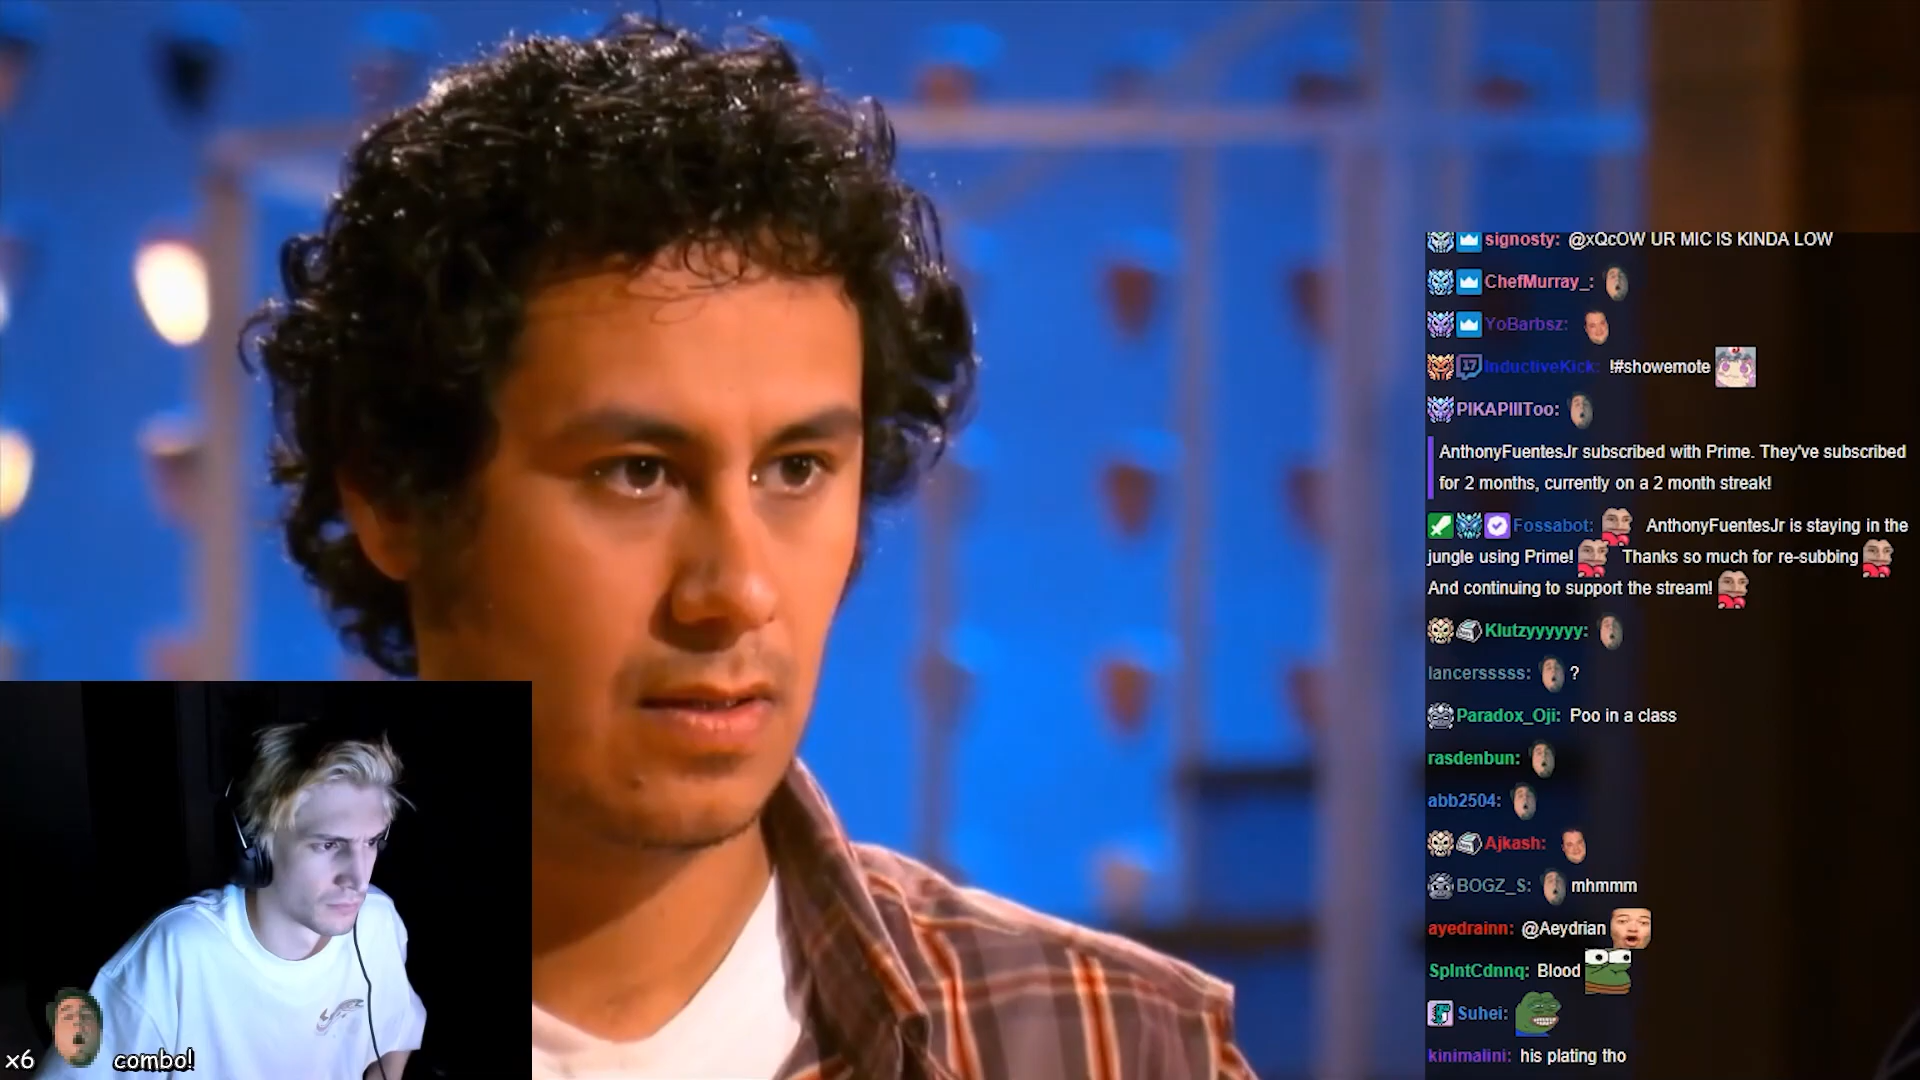 signosty: @xQcOW UR MIC IS KINDA LOW
ChefMurray_:
YoBarbsz:
InductiveKick: !#showemote
PIKAPIIIToo:
AnthonyFuentesJr subscribed with Prime. They've subscribed
for 2 months, currently on a 2 month streak!
Fossabot: AnthonyFuentesJr is staying in the
jungle using Prime! Thanks so much for re-subbing
And continuing to support the stream!
Klutzyyyyyy:
lancersssss: ?
Paradox_Oji: Poo in a class
rasdenbun:
abb2504:
Ajkash:
BOGZ_S: mhmmm
ayedrainn: @Aeydrian
SplntCdnnq: Blood
Suhei:
kinimalini: his plating tho
x6 combo!